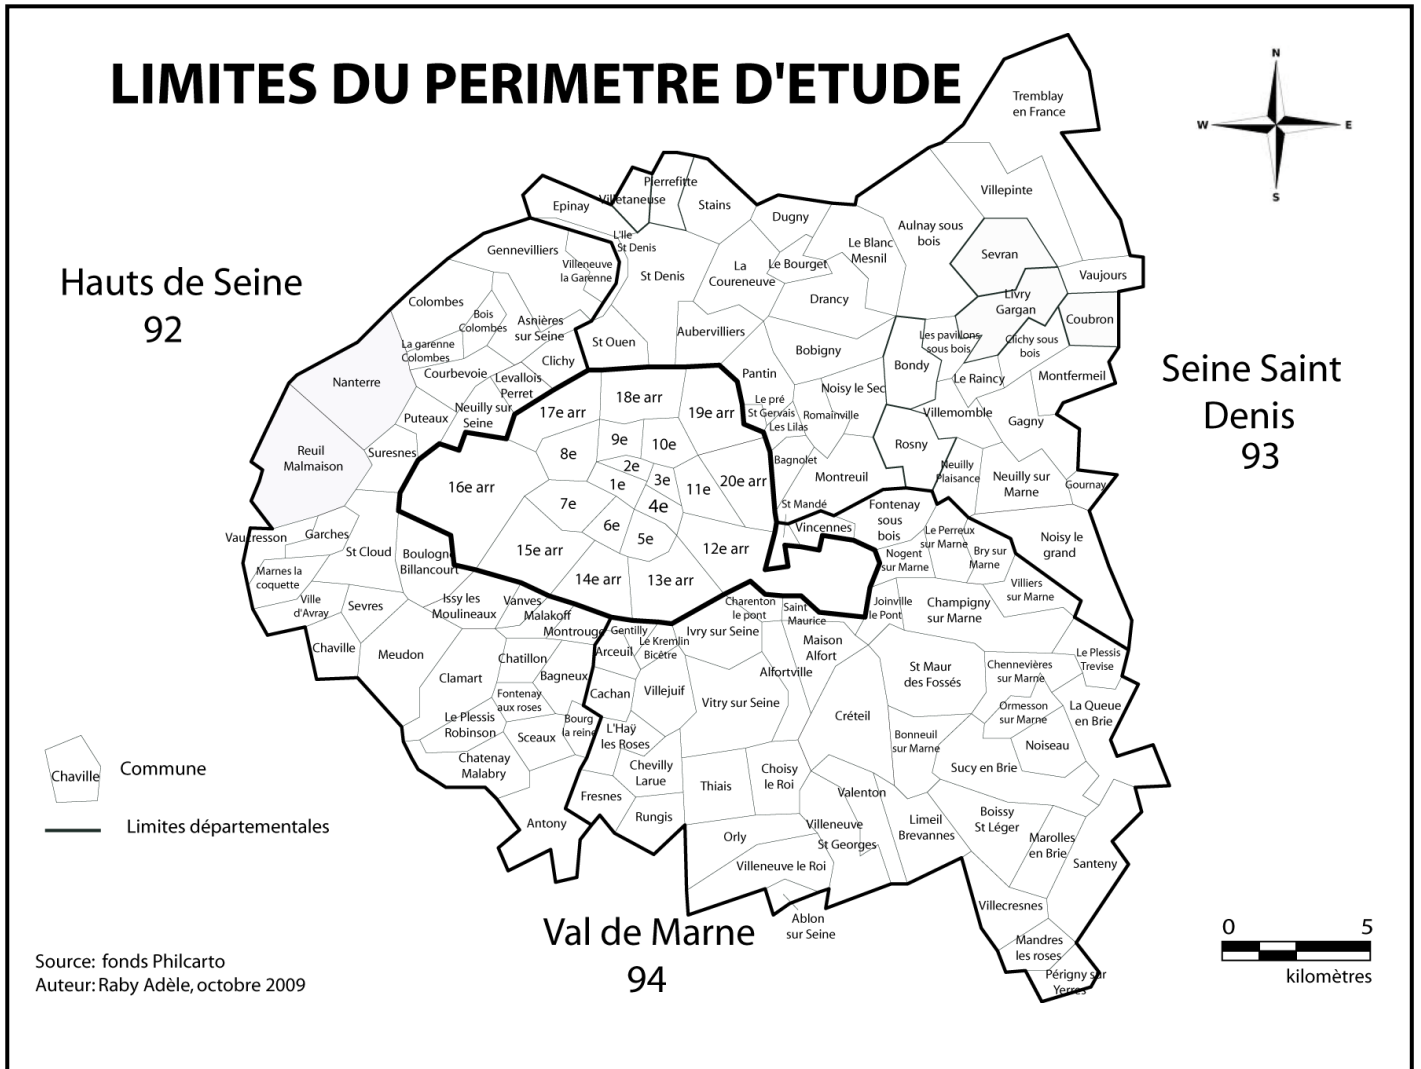 LIMITES DU PERIMETRE D'ETUDE
N
W
E
S
Hauts de Seine
92
Seine Saint
Denis
93
Val de Marne
94
Tremblay
en France
Villepinte
Pierrefitte
Villetaneuse
Epinay
Stains
Dugny
Aulnay sous
bois
Sevran
Vaujours
L'Ile
St Denis
Gennevilliers
Villeneuve
la Garenne
St Denis
La
Coureneuve
Le Bourget
Le Blanc
Mesnil
Drancy
Livry
Gargan
Coubron
Colombes
Bois
Colombes
Asnières
sur Seine
La garenne
Colombes
Clichy
St Ouen
Aubervilliers
Bobigny
Les pavillons
sous bois
Clichy sous
bois
Bondy
Le Raincy
Montfermeil
Nanterre
Courbevoie
Levallois
Perret
Pantin
Noisy le Sec
Puteaux
Neuilly sur
Seine
17e arr
18e arr
19e arr
Le pré
St Gervais
Les Lilas
Romainville
Villemomble
Gagny
Reuil
Malmaison
Suresnes
8e
9e
10e
2e
Bagnolet
Rosny
Neuilly
Plaisance
Neuilly sur
Marne
Gournay
16e arr
1e
3e
11e
20e arr
Montreuil
7e
4e
6e
5e
St Mandé
Vincennes
Fontenay
sous
bois
Le Perreux
sur Marne
Noisy le
grand
Vaucresson
Garches
St Cloud
Boulogne
Billancourt
15e arr
12e arr
Nogent
sur Marne
Bry sur
Marne
Marnes la
coquette
14e arr
13e arr
Villiers
sur Marne
Ville
d'Avray
Sevres
Issy les
Moulineaux
Vanves
Malakoff
Montrouge
Gentilly
Le Kremlin
Bicêtre
Ivry sur Seine
Charenton
le pont
Saint
Maurice
Joinville
le Pont
Champigny
sur Marne
Chaville
Meudon
Chatillon
Bagneux
Arceuil
Maison
Alfort
Alfortville
St Maur
des Fossés
Chennevières
sur Marne
Le Plessis
Trevise
Clamart
Fontenay
aux roses
Cachan
Villejuif
Vitry sur Seine
Créteil
Ormesson
sur Marne
La Queue
en Brie
Le Plessis
Robinson
Sceaux
Bourg
la reine
L'Haÿ
les Roses
Bonneuil
sur Marne
Noiseau
Chatenay
Malabry
Chevilly
Larue
Thiais
Choisy
le Roi
Sucy en Brie
Fresnes
Rungis
Valenton
Antony
Orly
Villeneuve
St Georges
Limeil
Brevannes
Boissy
St Léger
Marolles
en Brie
Santeny
Villeneuve le Roi
Villecresnes
Ablon
sur Seine
Mandres
les roses
Périgny sur
Yerres
Chaville
Commune
Limites départementales
Source: fonds Philcarto
Auteur: Raby Adèle, octobre 2009
0
5
kilomètres